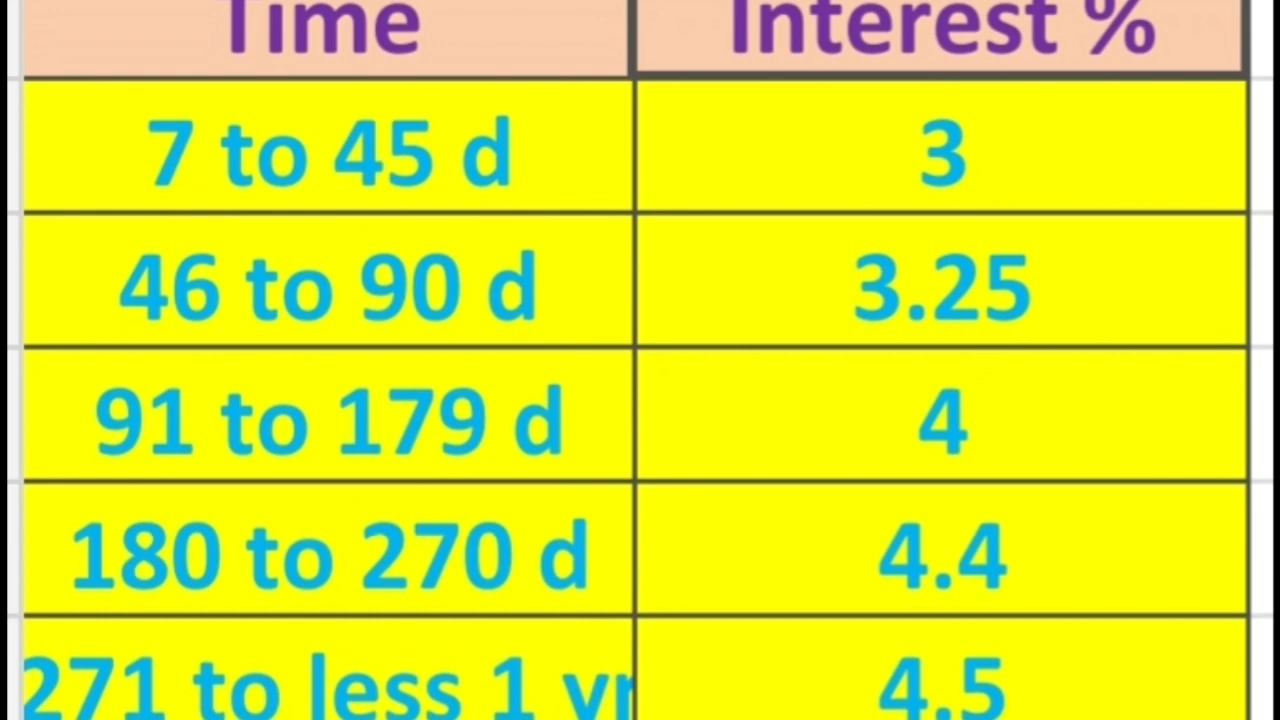 Time Interest %
7 to 45 d 3
46 to 90 d 3.25
91 to 179 d 4
180 to 270 d 4.4
271 to less 1 yr 4.5